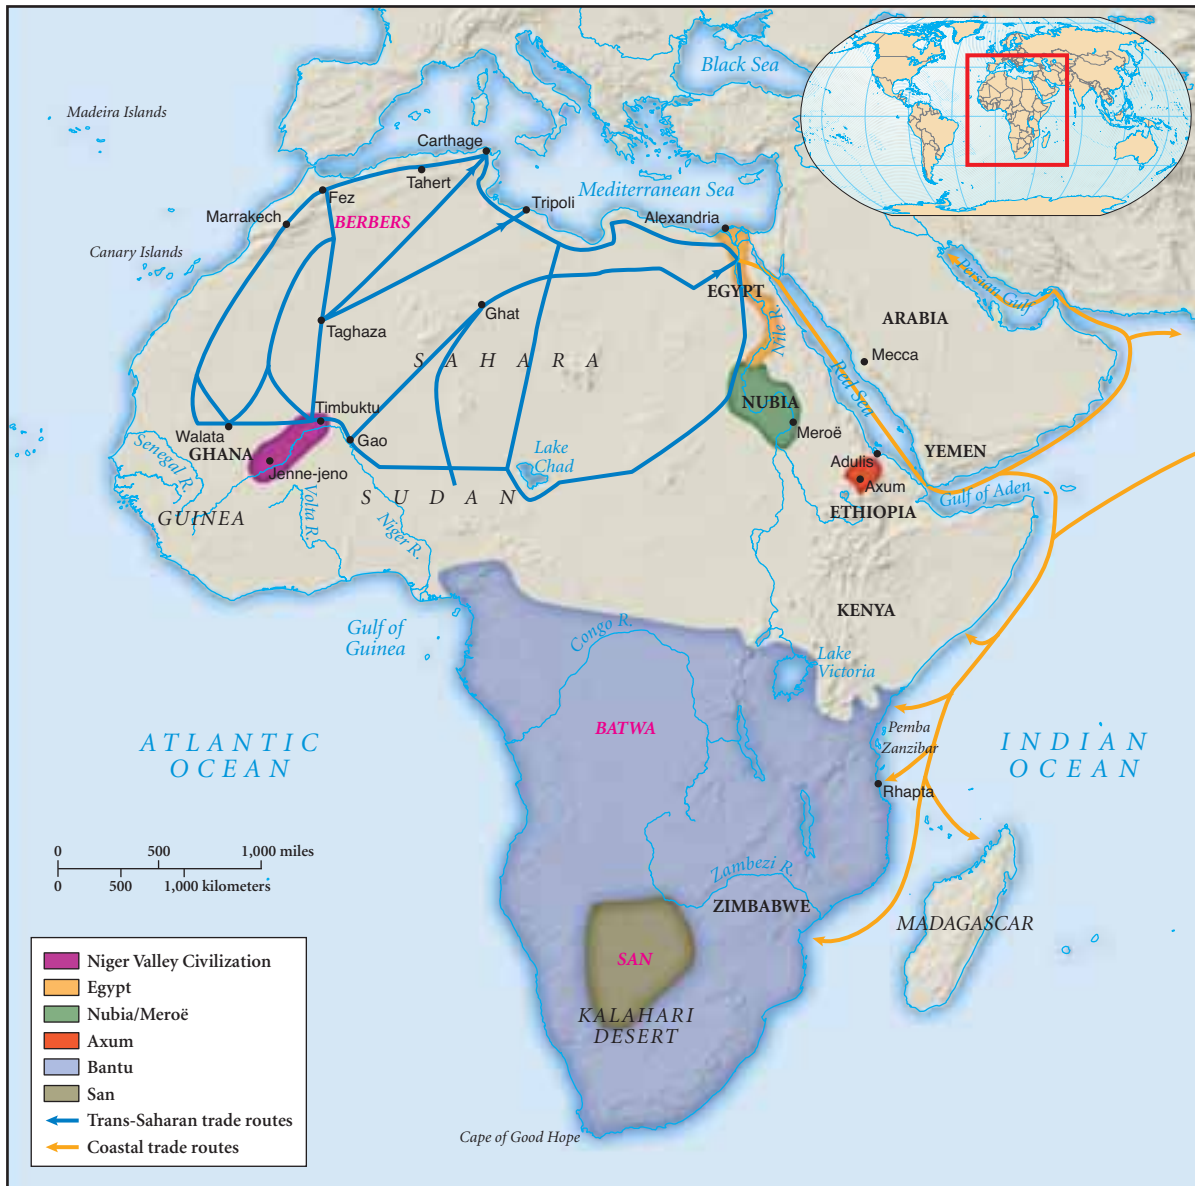 Black Sea
Madeira Islands
Carthage
Tahert
Mediterranean Sea
Fez
Tripoli
Marrakech
BERBERS
Alexandria
Canary Islands
Persian Gulf
EGYPT
Ghat
Nile R.
ARABIA
Taghaza
SAHARA
Mecca
Red Sea
NUBIA
Timbuktu
Walata
Gao
Meroë
GHANA
Lake
Chad
YEMEN
Senegal R.
Jenne-jeno
Adulis
Axum
SUDAN
Gulf of Aden
GUINEA
Volta R.
ETHIOPIA
Niger R.
KENYA
Gulf of
Guinea
Congo R.
Lake
Victoria
BATWA
ATLANTIC
OCEAN
Pemba
Zanzibar
INDIAN
OCEAN
Rhapta
0 500 1,000 miles
0 500 1,000 kilometers
Zambezi R.
ZIMBABWE
MADAGASCAR
SAN
KALAHARI
DESERT
Cape of Good Hope
Niger Valley Civilization
Egypt
Nubia/Meroë
Axum
Bantu
San
Trans-Saharan trade routes
Coastal trade routes